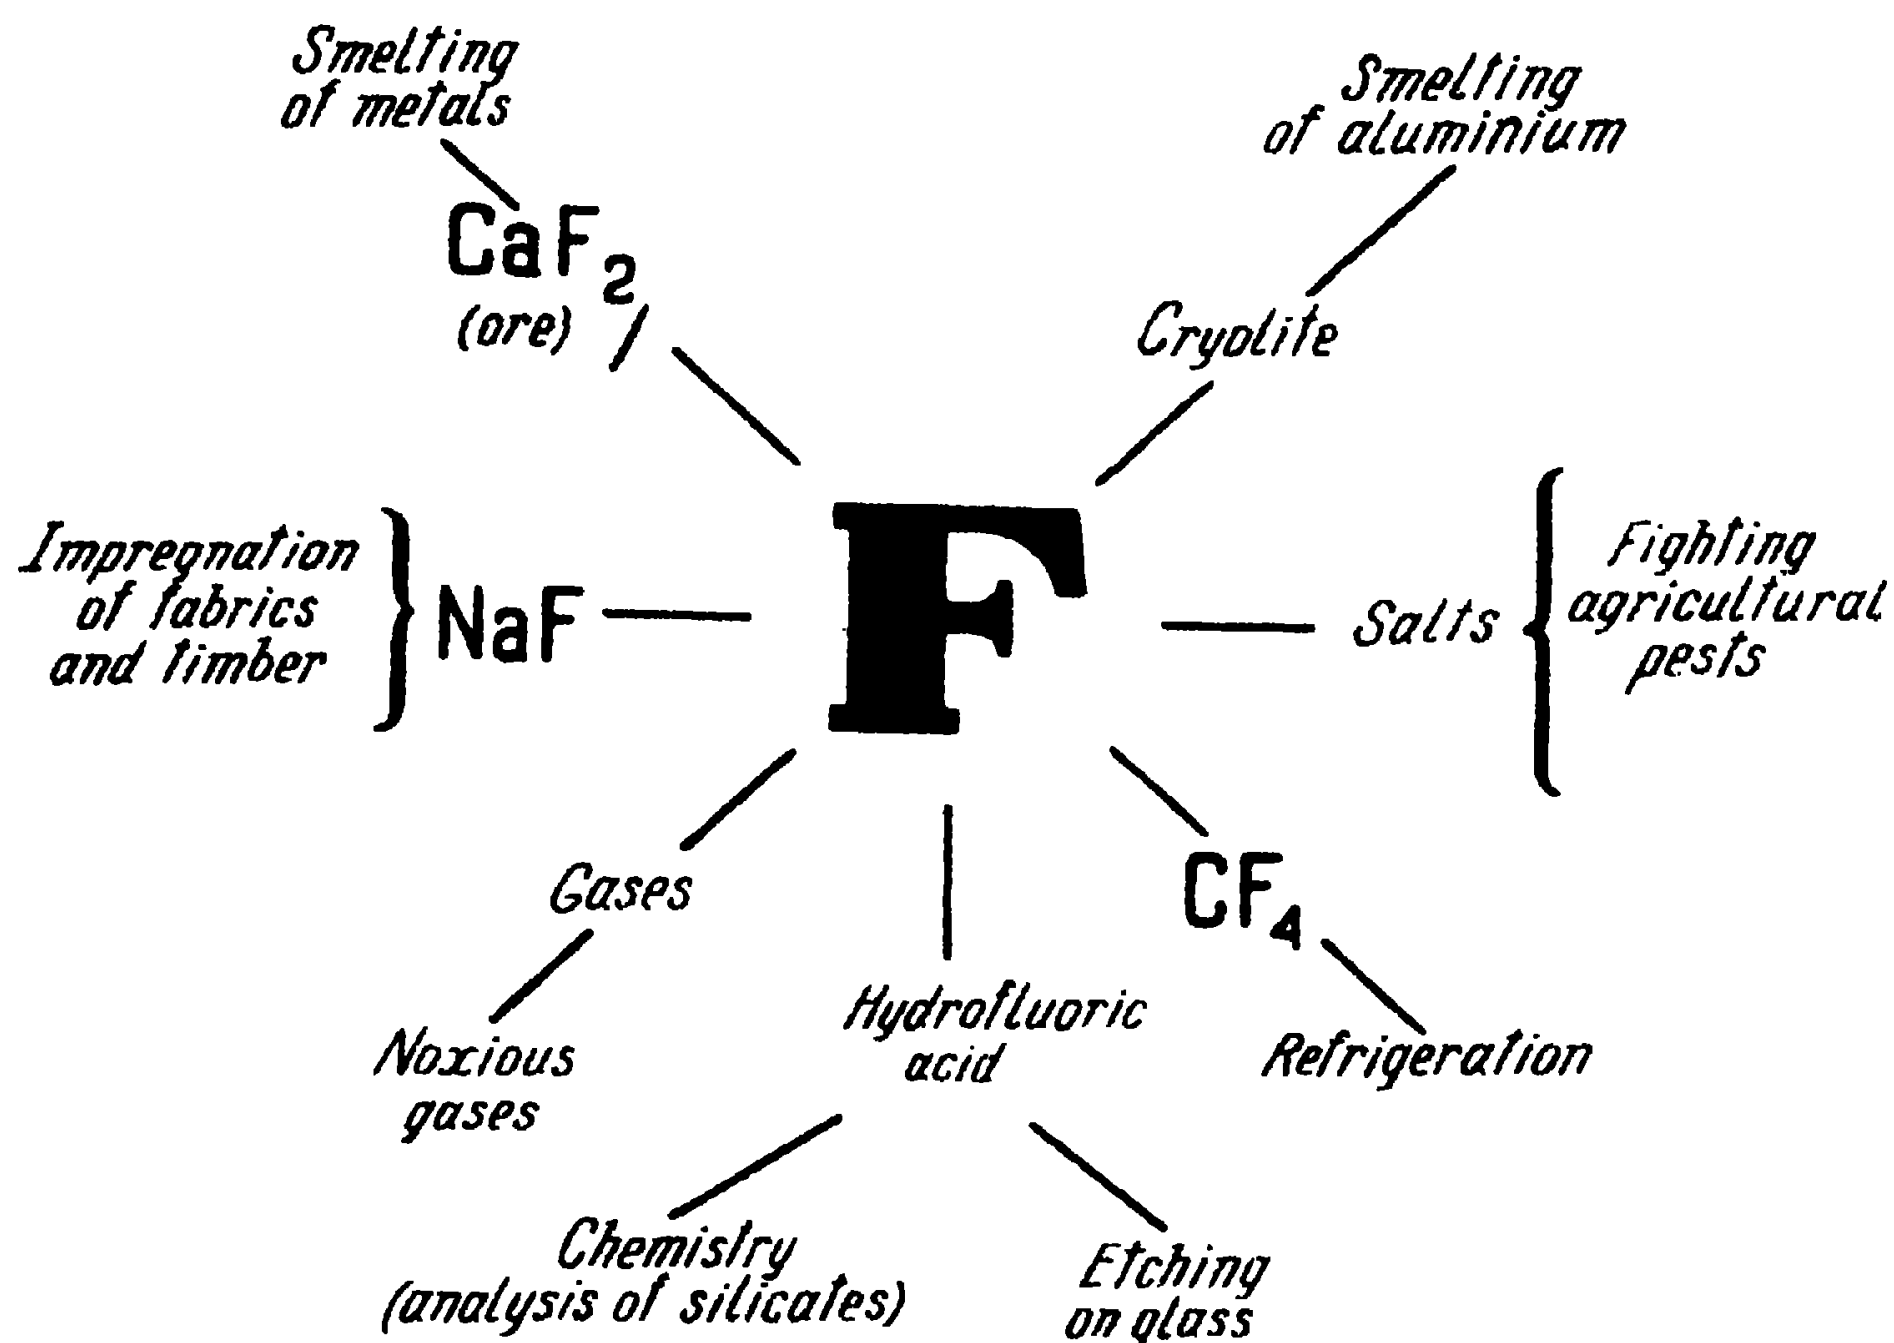 Smelting
of metals
Smelting
of aluminium
CaF₂
(ore)
Cryolite
Impregnation
of fabrics
and timber
NaF
F
Salts
Fighting
agricultural
pests
Gases
CF₄
Noxious
gases
Hydrofluoric
acid
Refrigeration
Chemistry
(analysis of silicates)
Etching
on glass